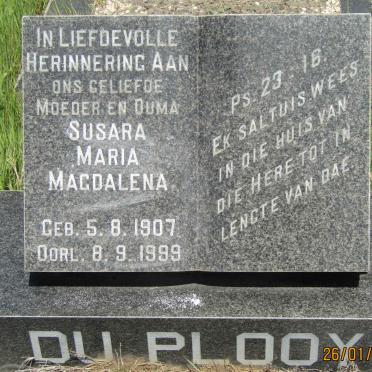 In Liefdevolle
Herinnering Aan
ons geliefde
Moeder en Ouma
Susara
Maria
Magdalena
Geb. 5.8.1907
Oorl. 8.9.1999
Ps. 23:16
Ek sal tuis wees
in die huis van
die Here tot in
lengte van dae.
DU PLOOY
26/01/